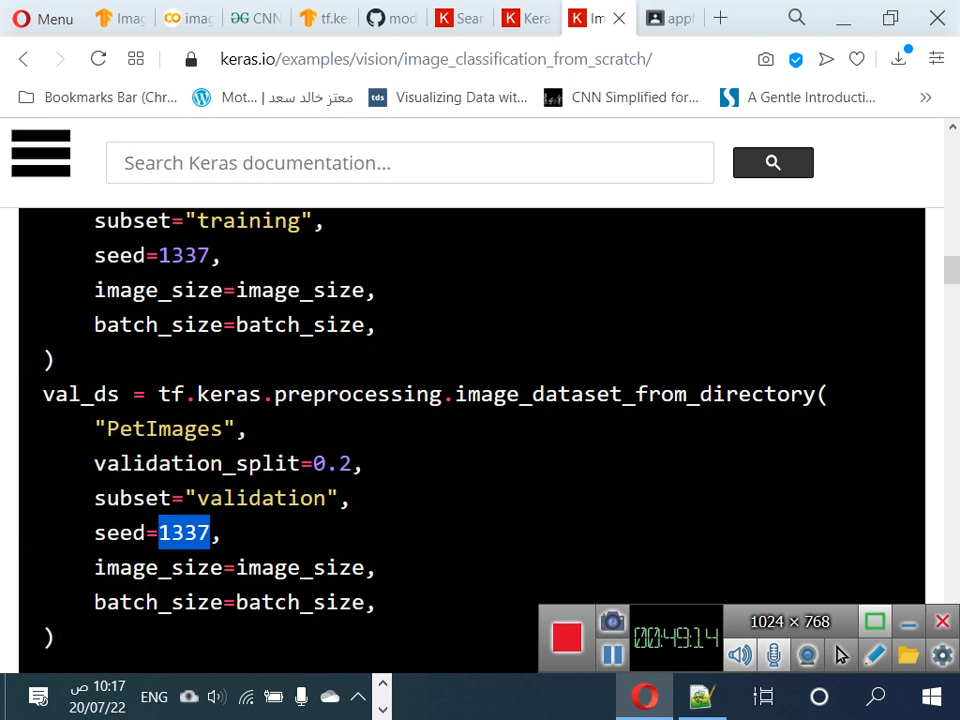 Menu
Imag
imag
DG CNN
tf.ke
mod
Sear
Kera
Im
appl
keras.io/examples/vision/image_classification_from_scratch/
Bookmarks Bar (Chr...
Mot... | معتز خالد سعد
tds Visualizing Data wit...
CNN Simplified for...
A Gentle Introducti...
Search Keras documentation...
subset="training",
seed=1337,
image_size=image_size,
batch_size=batch_size,
)
val_ds = tf.keras.preprocessing.image_dataset_from_directory(
"PetImages",
validation_split=0.2,
subset="validation",
seed=1337,
image_size=image_size,
batch_size=batch_size,
)
1024 × 768
00:49:14
10:17 ص
ENG
20/07/22